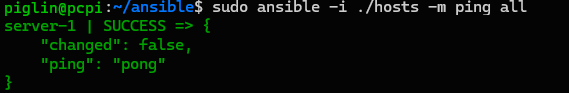 piglin@pcpi:~/ansible$ sudo ansible -i ./hosts -m ping all
server-1 | SUCCESS => {
    "changed": false,
    "ping": "pong"
}